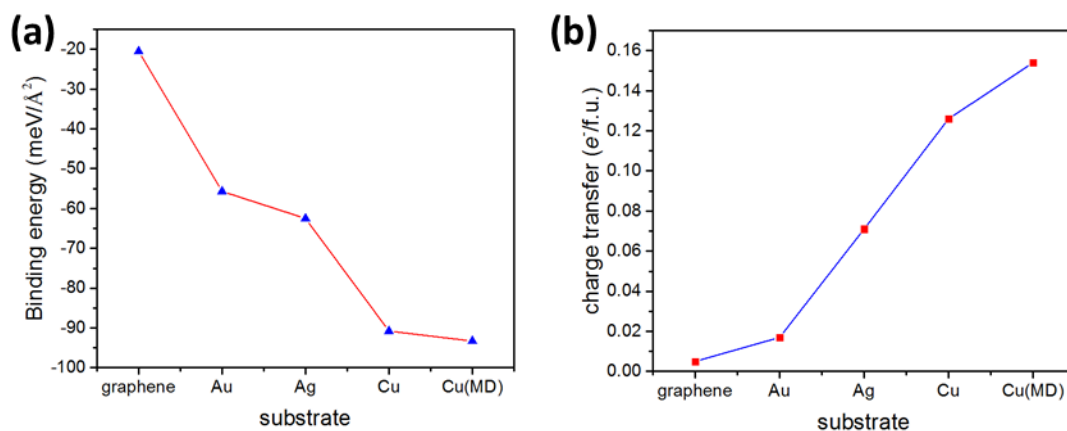 (a)
Binding energy (meV/Å²)
-20
-30
-40
-50
-60
-70
-80
-90
-100
graphene Au Ag Cu Cu(MD)
substrate
(b)
charge transfer (e⁻/f.u.)
0.16
0.14
0.12
0.10
0.08
0.06
0.04
0.02
0.00
graphene Au Ag Cu Cu(MD)
substrate